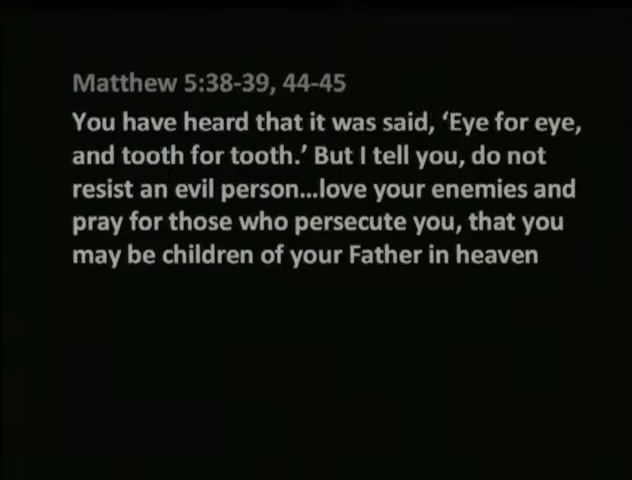 Matthew 5:38-39, 44-45
You have heard that it was said, ‘Eye for eye,
and tooth for tooth.’ But I tell you, do not
resist an evil person...love your enemies and
pray for those who persecute you, that you
may be children of your Father in heaven